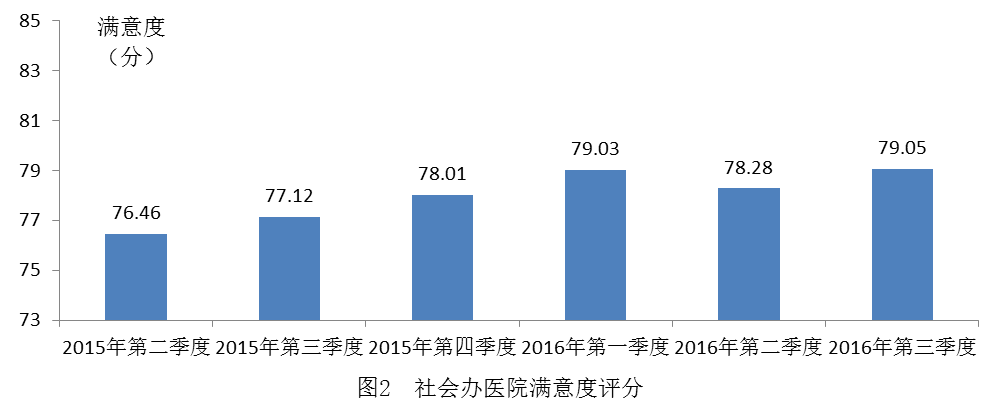 85
满意度
（分）
83
81
79
77
75
73
76.46
77.12
78.01
79.03
78.28
79.05
2015年第二季度
2015年第三季度
2015年第四季度
2016年第一季度
2016年第二季度
2016年第三季度
图2 社会办医院满意度评分